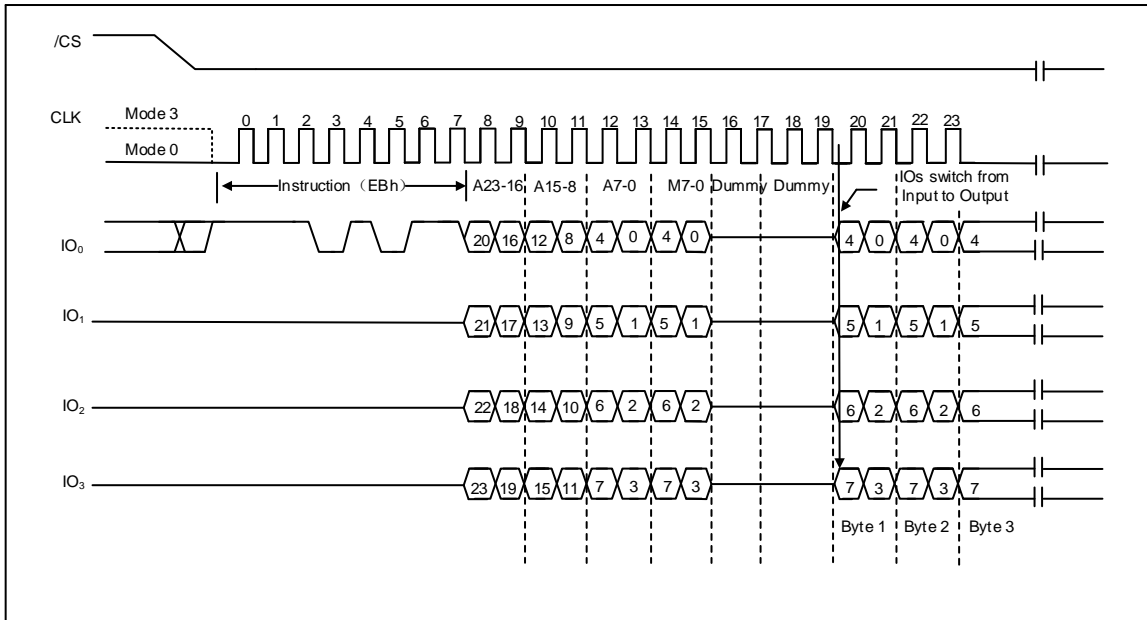 /CS
CLK
Mode 3
Mode 0
0 1 2 3 4 5 6 7 8 9 10 11 12 13 14 15 16 17 18 19 20 21 22 23
Instruction（EBh） A23-16 A15-8 A7-0 M7-0 Dummy Dummy
IOs switch from
Input to Output
IO0 20 16 12 8 4 0 4 0 4 0 4 0 4
IO1 21 17 13 9 5 1 5 1 5 1 5 1 5
IO2 22 18 14 10 6 2 6 2 6 2 6 2 6
IO3 23 19 15 11 7 3 7 3 7 3 7 3 7
Byte 1 Byte 2 Byte 3